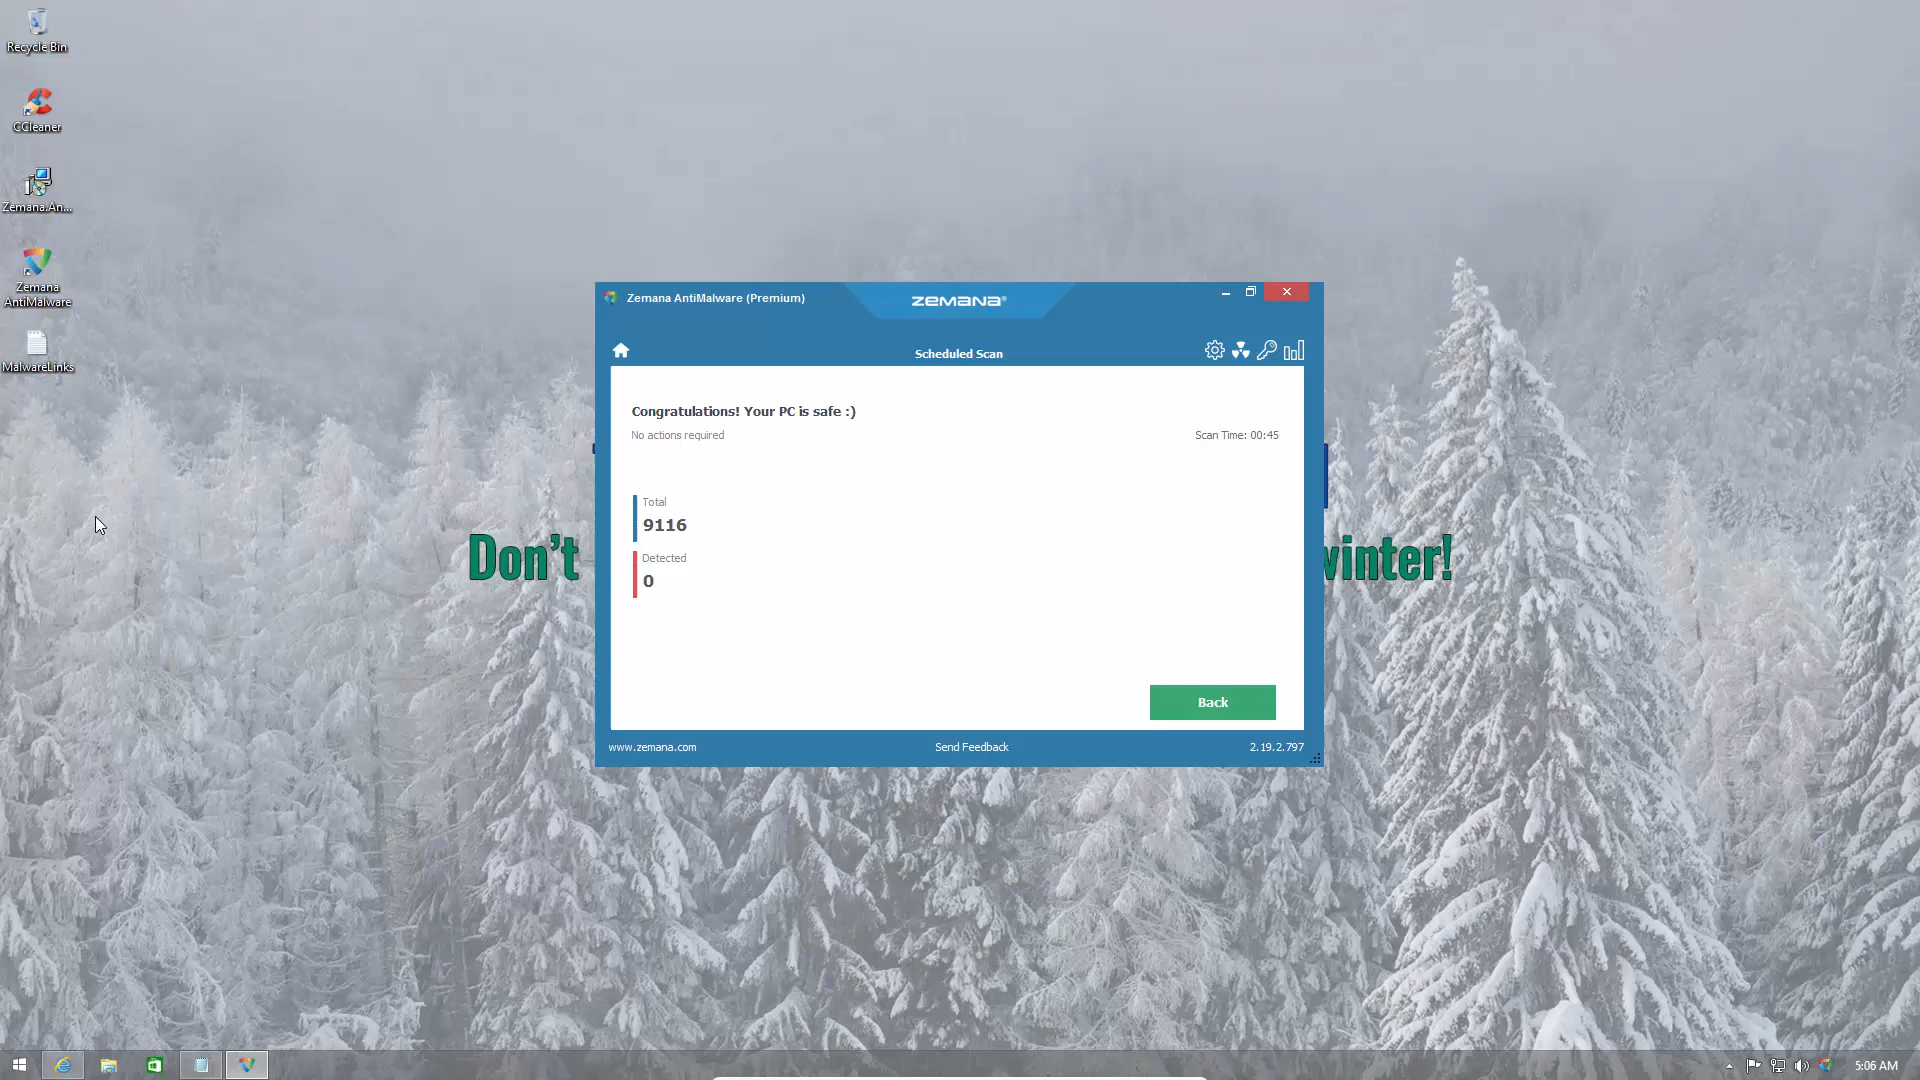 Recycle Bin
CCleaner
Zemana.An...
Zemana
AntiMalware
MalwareLinks
Zemana AntiMalware (Premium)
ZEMANA®
Scheduled Scan
Congratulations! Your PC is safe :)
No actions required
Scan Time: 00:45
Total
9116
Detected
0
Back
www.zemana.com
Send Feedback
2.19.2.797
Don't
winter!
5:06 AM